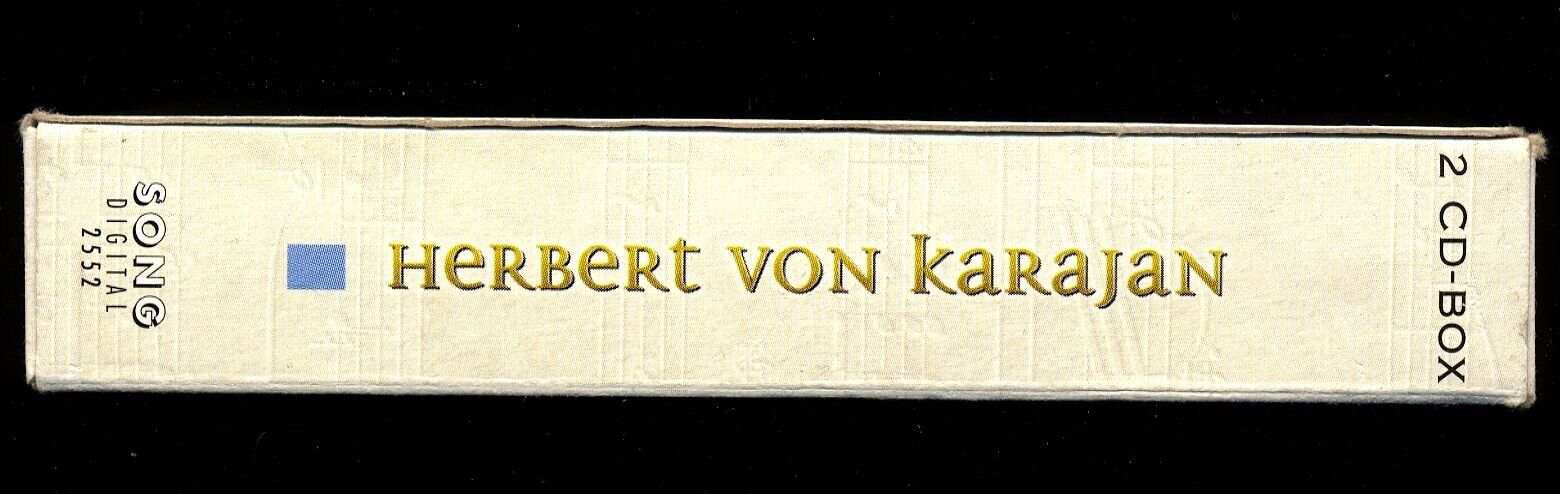 SONG
DIGITAL
2552
HERBERT VON KARAJAN
2 CD-BOX